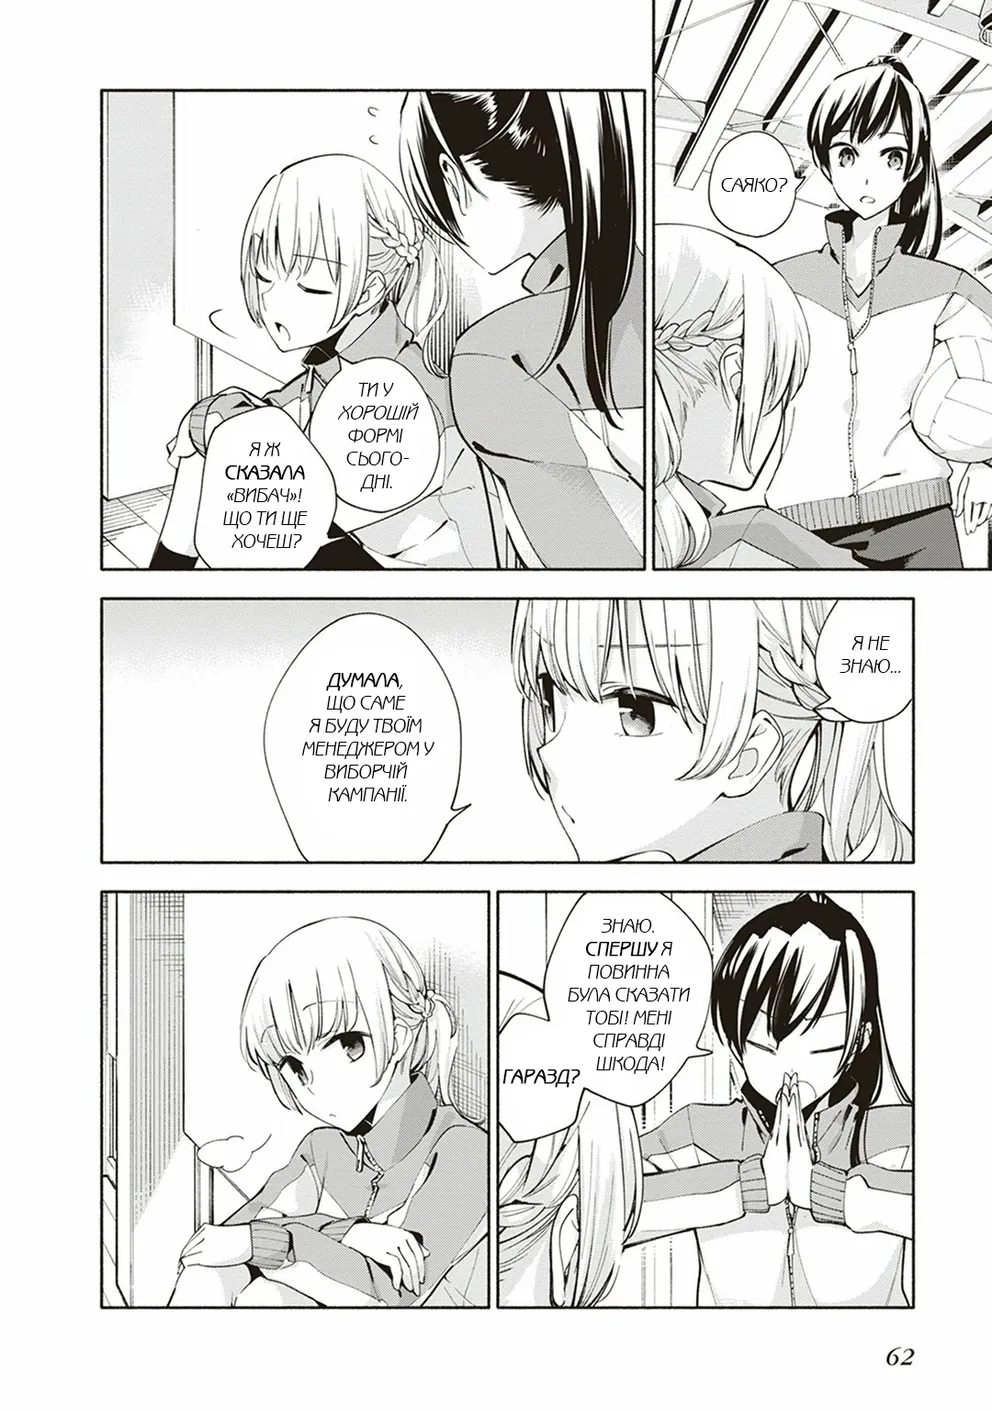 САЯКО?
ТИ У
ХОРОШІЙ
ФОРМІ
СЬОГО-
ДНІ.
Я Ж
СКАЗАЛА
«ВИБАЧ»!
ЩО ТИ ЩЕ
ХОЧЕШ?
Я НЕ
ЗНАЮ...
ДУМАЛА,
ЩО САМЕ
Я БУДУ ТВОЇМ
МЕНЕДЖЕРОМ У
ВИБОРЧІЙ
КАМПАНІЇ.
ЗНАЮ.
СПЕРШУ Я
ПОВИННА
БУЛА СКАЗАТИ
ТОБІ! МЕНІ
СПРАВДІ
ШКОДА!
ГАРАЗД?
62